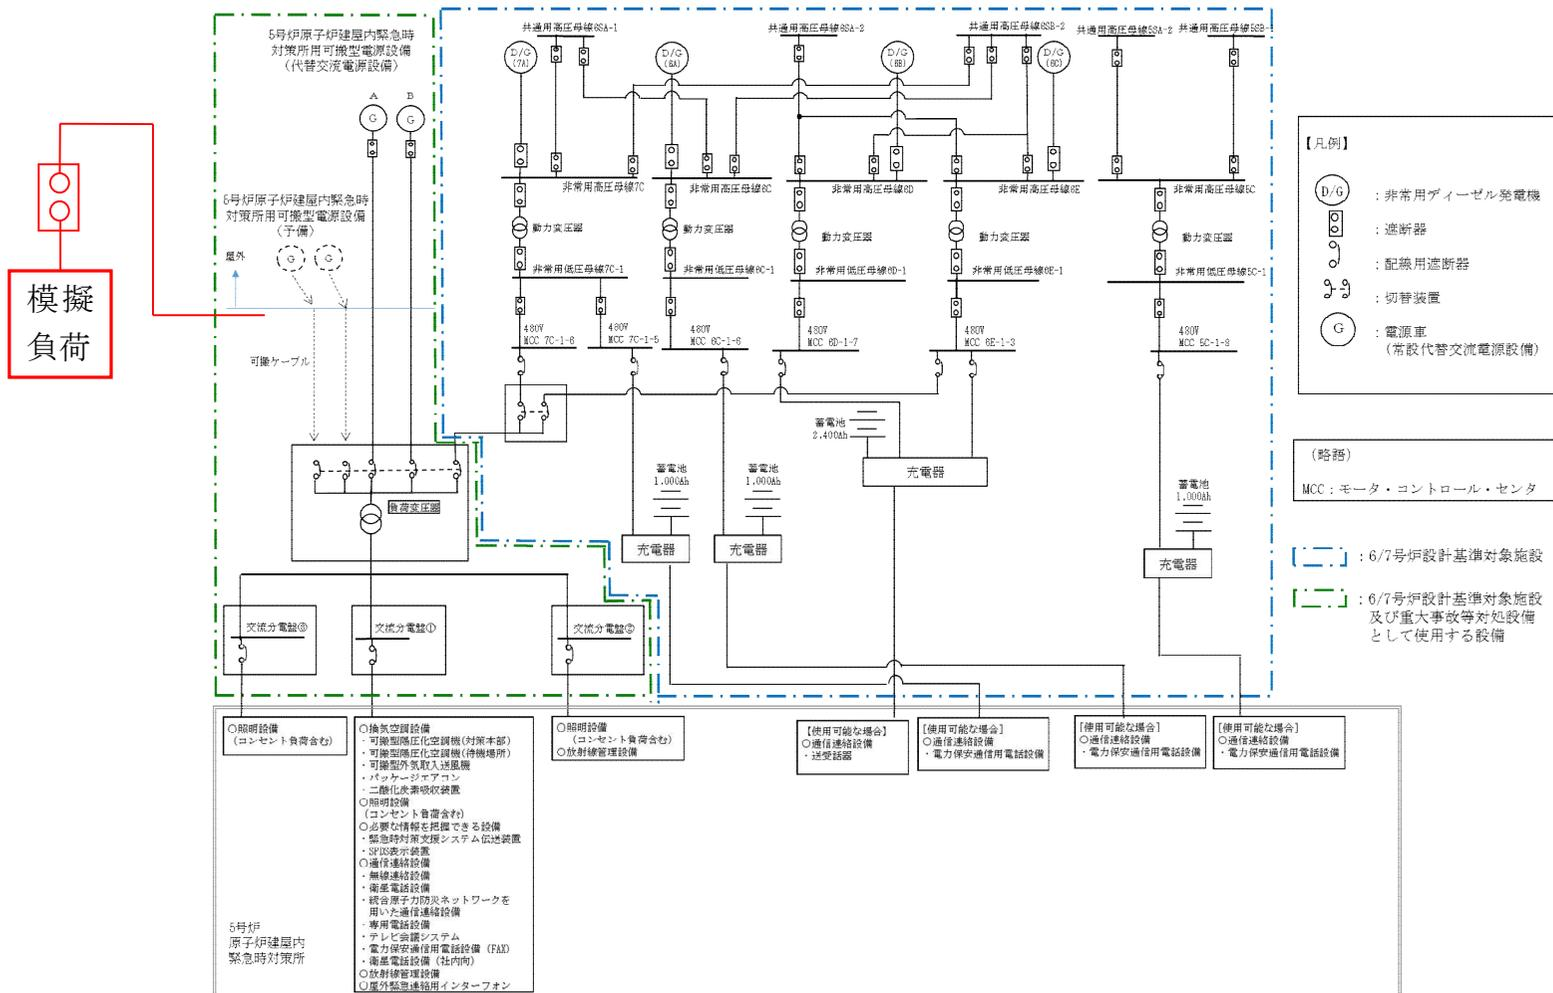 5号炉原子炉建屋内緊急時
対策所用可搬型電源設備
(代替交流電源設備)
A
B
G
G
5号炉原子炉建屋内緊急時
対策所用可搬型電源設備
(予備)
G
G
屋外
可搬ケーブル
模擬
負荷
共通用高圧母線6SA-1
共通用高圧母線6SA-2
共通用高圧母線6SB-2
共通用高圧母線5SA-2
共通用高圧母線5SB-
D/G
(7A)
D/G
(6A)
D/G
(6B)
D/G
(6C)
非常用高圧母線7C
非常用高圧母線6C
非常用高圧母線6D
非常用高圧母線6E
非常用高圧母線5C
動力変圧器
動力変圧器
動力変圧器
動力変圧器
動力変圧器
非常用低圧母線7C-1
非常用低圧母線6C-1
非常用低圧母線6D-1
非常用低圧母線6E-1
非常用低圧母線5C-1
480V
MCC 7C-1-6
480V
MCC 7C-1-5
480V
MCC 6C-1-6
480V
MCC 6D-1-7
480V
MCC 6E-1-3
480V
MCC 5C-1-8
蓄電池
2,400Ah
充電器
蓄電池
1,000Ah
充電器
蓄電池
1,000Ah
充電器
蓄電池
1,000Ah
充電器
負荷変圧器
交流分電盤③
交流分電盤①
交流分電盤②
○照明設備
(コンセント負荷含む)
○換気空調設備
・可搬型陽圧化空調機(対策本部)
・可搬型陽圧化空調機(待機場所)
・可搬型外気取入送風機
・パッケージエアコン
・二酸化炭素吸収装置
○照明設備
(コンセント負荷含む)
○必要な情報を把握できる設備
・緊急時対策支援システム伝送装置
・SPDS表示装置
○通信連絡設備
・無線連絡設備
・衛星電話設備
・統合原子力防災ネットワークを
用いた通信連絡設備
・専用電話設備
・テレビ会議システム
・電力保安通信用電話設備(FAX)
・衛星電話設備(社内向)
○放射線管理設備
○屋外緊急連絡用インターフォン
○照明設備
(コンセント負荷含む)
○放射線管理設備
【使用可能な場合】
○通信連絡設備
・送受話器
[使用可能な場合]
○通信連絡設備
・電力保安通信用電話設備
[使用可能な場合]
○通信連絡設備
・電力保安通信用電話設備
[使用可能な場合]
○通信連絡設備
・電力保安通信用電話設備
5号炉
原子炉建屋内
緊急時対策所
【凡例】
D/G
:非常用ディーゼル発電機
:遮断器
:配線用遮断器
:切替装置
G
:電源車
(常設代替交流電源設備)
(略語)
MCC:モータ・コントロール・センタ
:6/7号炉設計基準対象施設
:6/7号炉設計基準対象施設
及び重大事故等対処設備
として使用する設備